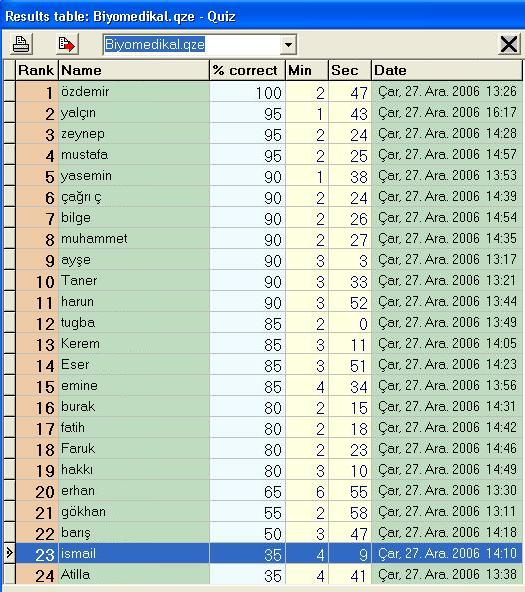 Results table: Biyomedikal.qze - Quiz
Biyomedikal.qze
Rank Name % correct Min Sec Date
1 özdemir 100 2 47 Çar, 27. Ara. 2006 13:26
2 yalçın 95 1 43 Çar, 27. Ara. 2006 16:17
3 zeynep 95 2 24 Çar, 27. Ara. 2006 14:28
4 mustafa 95 2 25 Çar, 27. Ara. 2006 14:57
5 yasemin 90 1 38 Çar, 27. Ara. 2006 13:53
6 çağrı ç 90 2 24 Çar, 27. Ara. 2006 14:39
7 bilge 90 2 26 Çar, 27. Ara. 2006 14:54
8 muhammet 90 2 27 Çar, 27. Ara. 2006 14:35
9 ayşe 90 3 3 Çar, 27. Ara. 2006 13:17
10 Taner 90 3 33 Çar, 27. Ara. 2006 13:21
11 harun 90 3 52 Çar, 27. Ara. 2006 13:44
12 tugba 85 2 0 Çar, 27. Ara. 2006 13:49
13 Kerem 85 3 11 Çar, 27. Ara. 2006 14:05
14 Eser 85 3 51 Çar, 27. Ara. 2006 14:23
15 emine 85 4 34 Çar, 27. Ara. 2006 13:56
16 burak 80 2 15 Çar, 27. Ara. 2006 14:31
17 fatih 80 2 18 Çar, 27. Ara. 2006 14:42
18 Faruk 80 2 23 Çar, 27. Ara. 2006 14:46
19 hakkı 80 3 10 Çar, 27. Ara. 2006 14:49
20 erhan 65 6 55 Çar, 27. Ara. 2006 13:30
21 gökhan 55 2 58 Çar, 27. Ara. 2006 13:11
22 barış 50 3 47 Çar, 27. Ara. 2006 14:18
23 ismail 35 4 9 Çar, 27. Ara. 2006 14:10
24 Atilla 35 4 41 Çar, 27. Ara. 2006 13:38